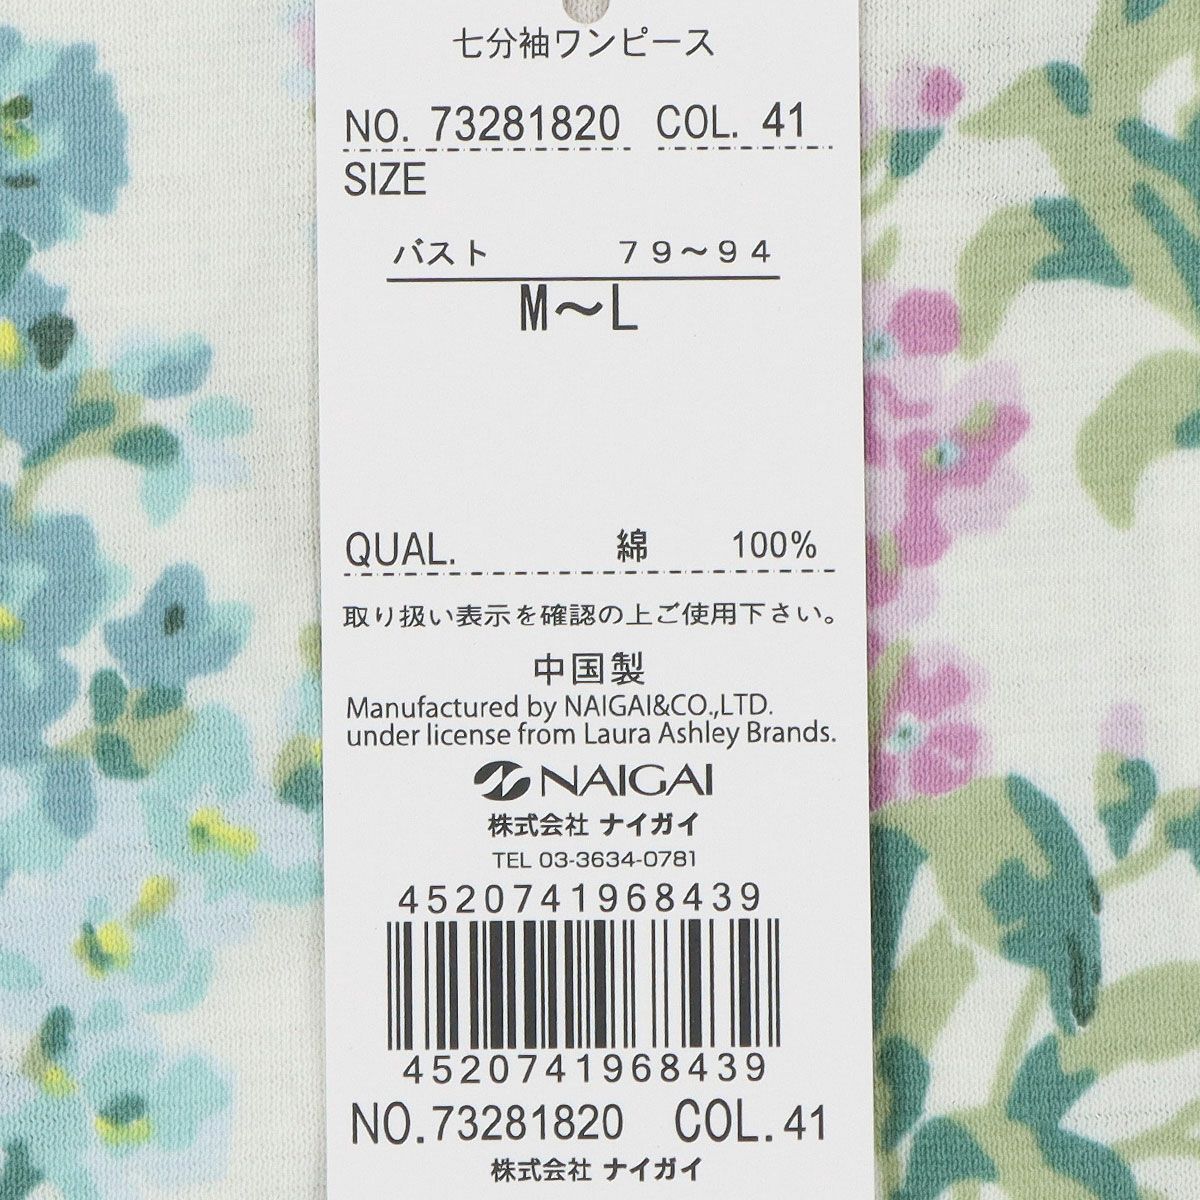 七分袖ワンピース
NO. 73281820 COL. 41
SIZE
バスト 79〜94
M〜L
QUAL. 綿 100%
取り扱い表示を確認の上ご使用下さい。
中国製
Manufactured by NAIGAI&CO.,LTD.
under license from Laura Ashley Brands.
NAIGAI
株式会社 ナイガイ
TEL 03-3634-0781
4520741968439
4520741968439
NO.73281820 COL.41
株式会社 ナイガイ